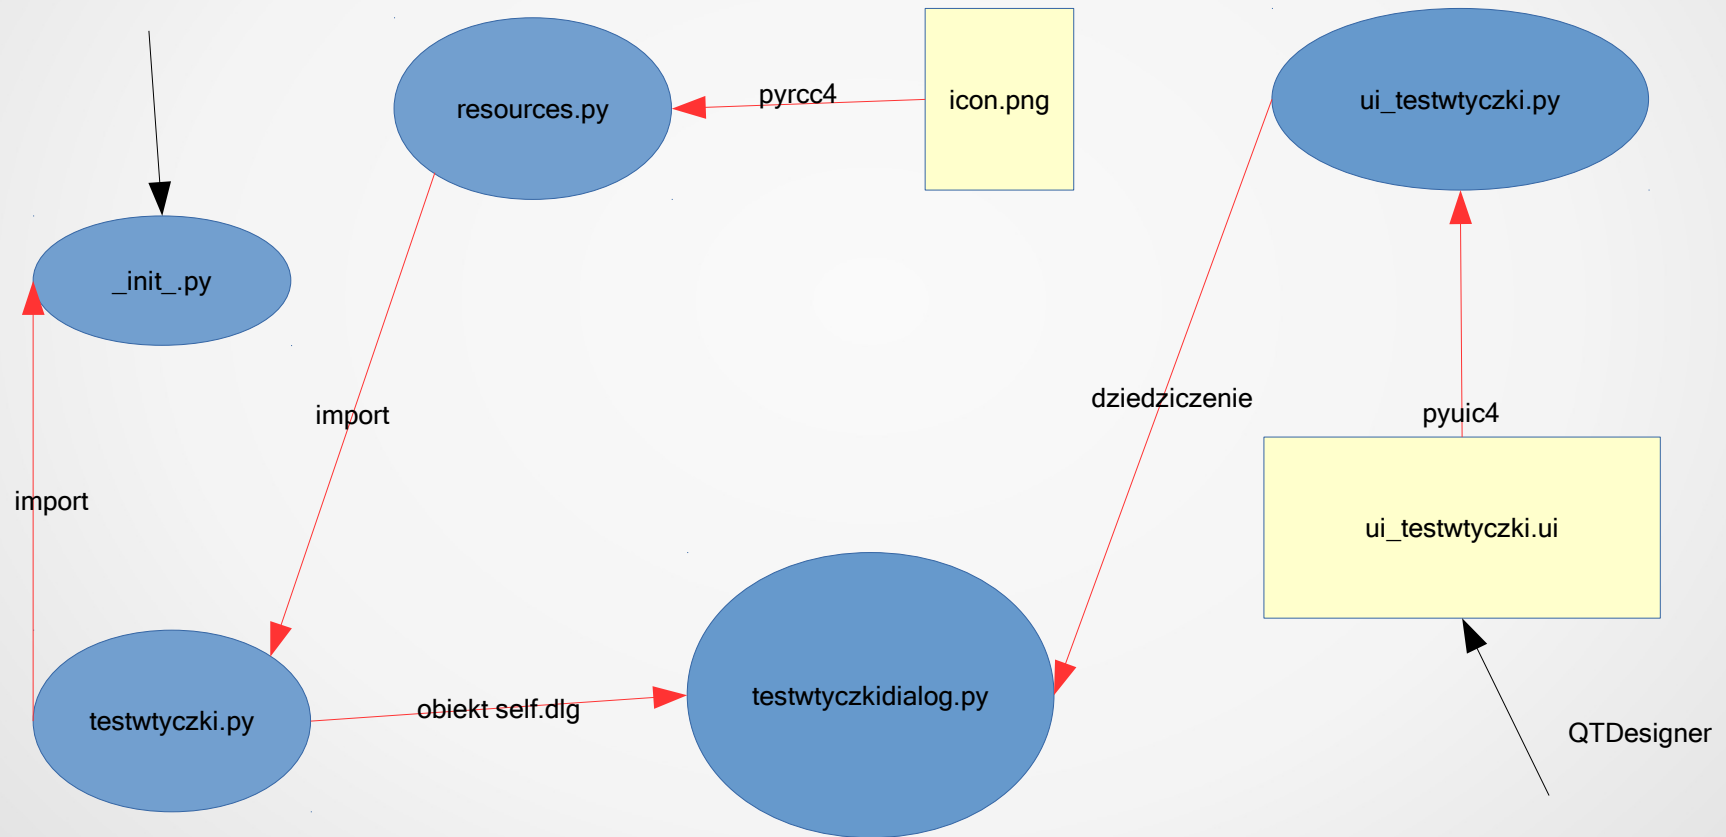 pyrcc4
resources.py
icon.png
ui_testwtyczki.py
_init_.py
import
dziedziczenie
pyuic4
import
ui_testwtyczki.ui
testwtyczki.py
obiekt self.dlg
testwtyczkidialog.py
QTDesigner